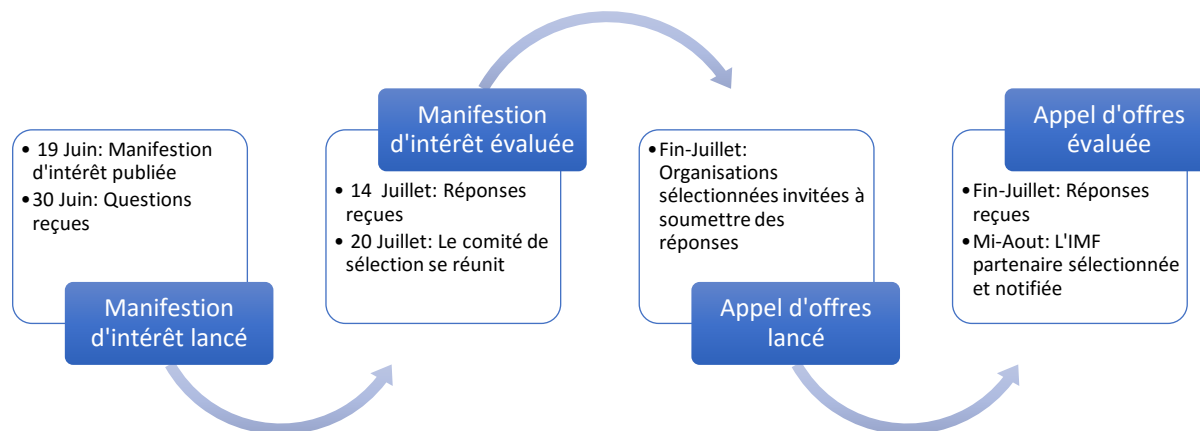 • 19 Juin: Manifestion
d'intérêt publiée
• 30 Juin: Questions
reçues
Manifestion
d'intérêt lancé
Manifestion
d'intérêt évaluée
• 14 Juillet: Réponses
reçues
• 20 Juillet: Le comité de
sélection se réunit
• Fin-Juillet:
Organisations
sélectionnées invitées à
soumettre des
réponses
Appel d'offres
lancé
Appel d'offres
évaluée
• Fin-Juillet: Réponses
reçues
• Mi-Aout: L'IMF
partenaire sélectionnée
et notifiée